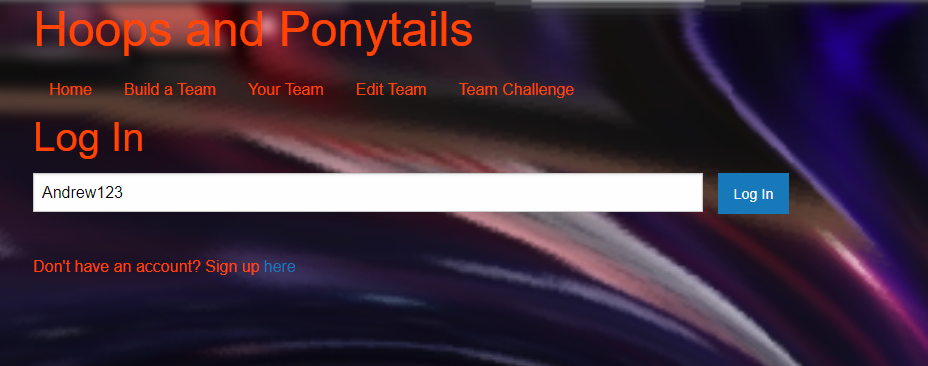 Hoops and Ponytails
Home Build a Team Your Team Edit Team Team Challenge
Log In
Andrew123 Log In
Don't have an account? Sign up here